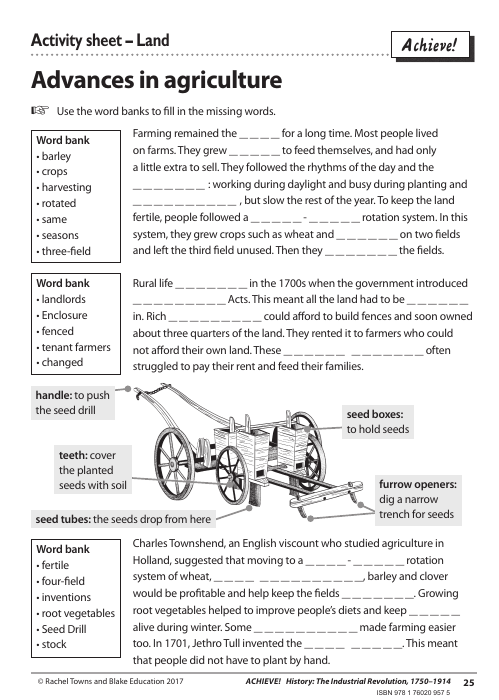 Activity sheet – Land
Achieve!
Advances in agriculture
☞ Use the word banks to fill in the missing words.
Word bank
• barley
• crops
• harvesting
• rotated
• same
• seasons
• three-field
Farming remained the _ _ _ _ for a long time. Most people lived
on farms. They grew _ _ _ _ _ to feed themselves, and had only
a little extra to sell. They followed the rhythms of the day and the
_ _ _ _ _ _ _ : working during daylight and busy during planting and
_ _ _ _ _ _ _ _ _ _ , but slow the rest of the year. To keep the land
fertile, people followed a _ _ _ _ _ - _ _ _ _ _ rotation system. In this
system, they grew crops such as wheat and _ _ _ _ _ _ on two fields
and left the third field unused. Then they _ _ _ _ _ _ _ the fields.
Word bank
• landlords
• Enclosure
• fenced
• tenant farmers
• changed
Rural life _ _ _ _ _ _ _ in the 1700s when the government introduced
_ _ _ _ _ _ _ _ _ Acts. This meant all the land had to be _ _ _ _ _ _
in. Rich _ _ _ _ _ _ _ _ _ could afford to build fences and soon owned
about three quarters of the land. They rented it to farmers who could
not afford their own land. These _ _ _ _ _ _ _ _ _ _ _ _ _ often
struggled to pay their rent and feed their families.
handle: to push
the seed drill
seed boxes:
to hold seeds
teeth: cover
the planted
seeds with soil
furrow openers:
dig a narrow
trench for seeds
seed tubes: the seeds drop from here
Word bank
• fertile
• four-field
• inventions
• root vegetables
• Seed Drill
• stock
Charles Townshend, an English viscount who studied agriculture in
Holland, suggested that moving to a _ _ _ _ - _ _ _ _ _ rotation
system of wheat, _ _ _ _ _ _ _ _ _ _ _ _ _ _, barley and clover
would be profitable and help keep the fields _ _ _ _ _ _ _. Growing
root vegetables helped to improve people's diets and keep _ _ _ _ _
alive during winter. Some _ _ _ _ _ _ _ _ _ _ made farming easier
too. In 1701, Jethro Tull invented the _ _ _ _ _ _ _ _ _. This meant
that people did not have to plant by hand.
© Rachel Towns and Blake Education 2017
ACHIEVE! History: The Industrial Revolution, 1750–1914 25
ISBN 978 1 76020 957 5